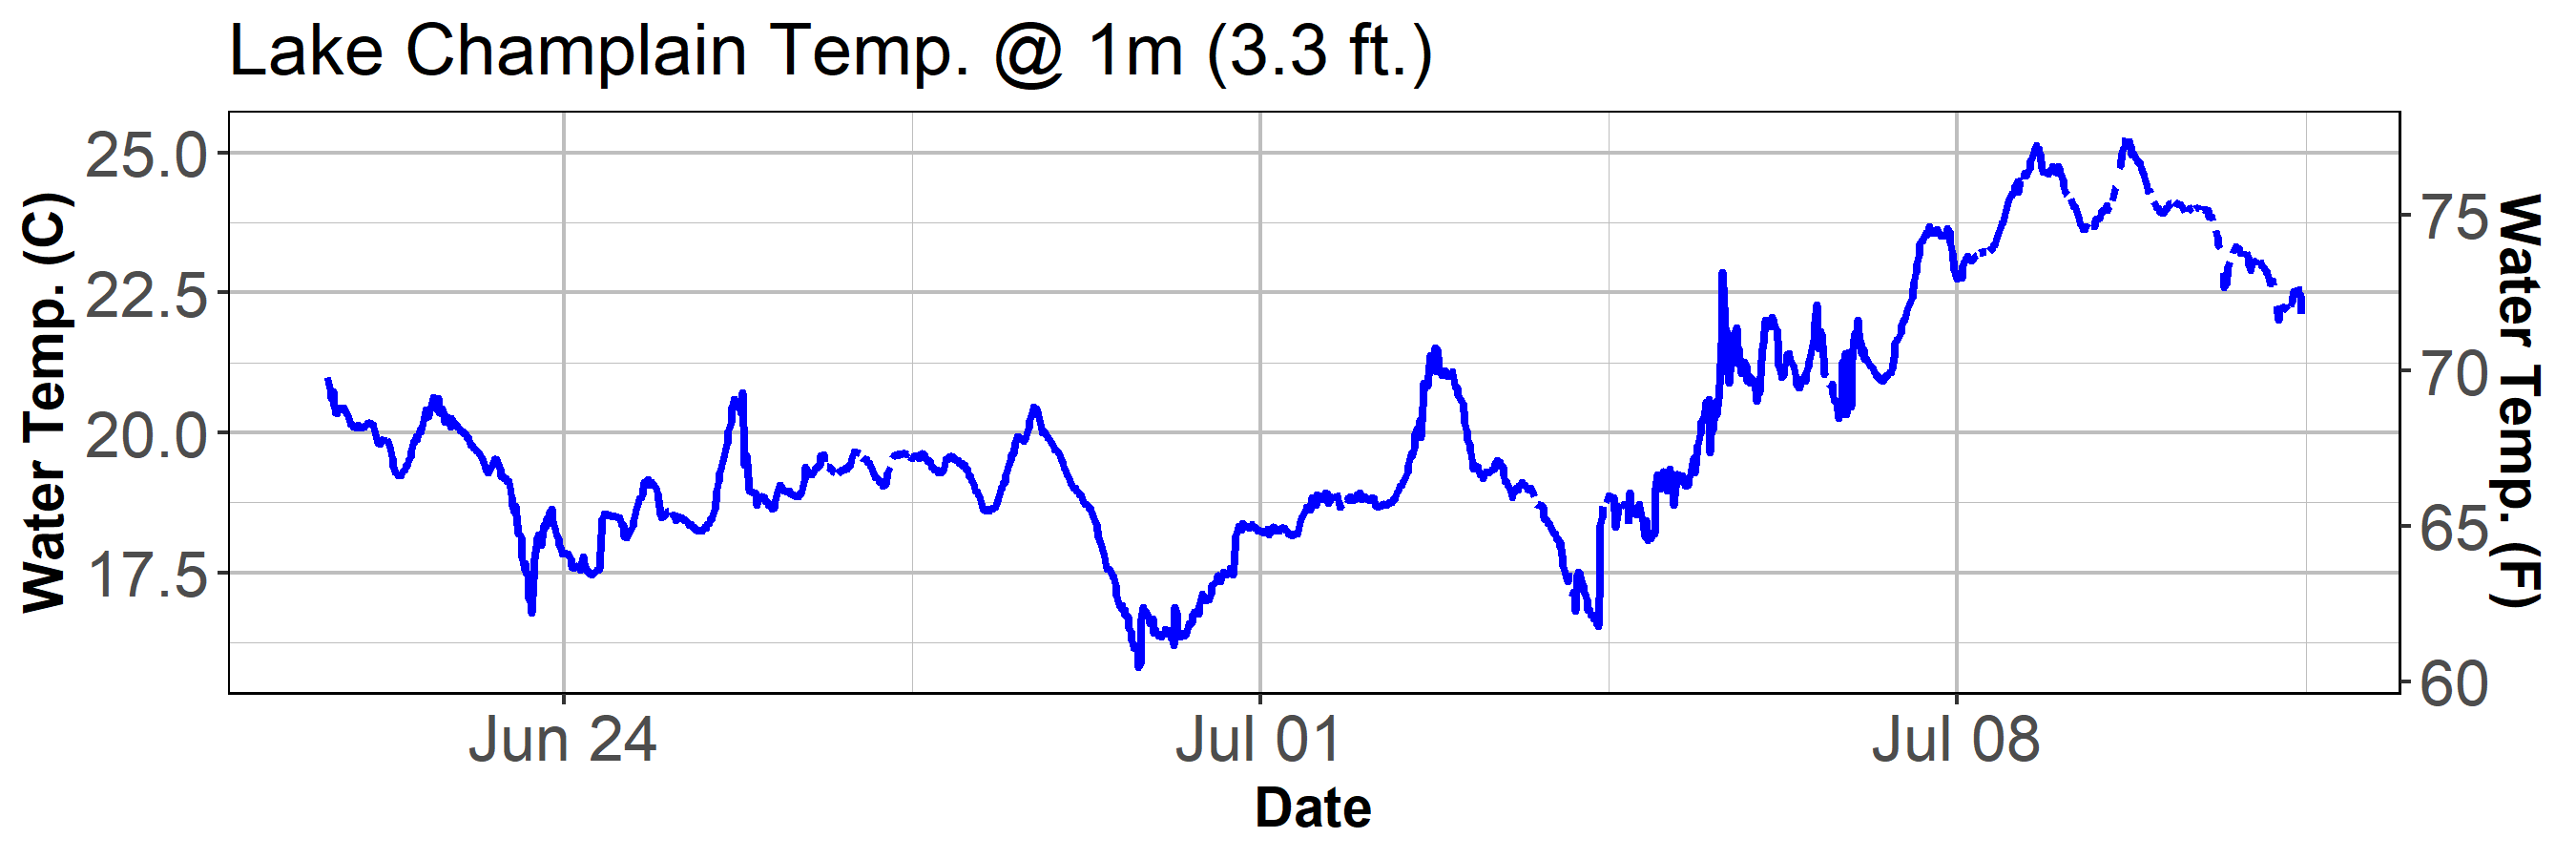 Lake Champlain Temp. @ 1m (3.3 ft.)
Water Temp. (C)
25.0
22.5
20.0
17.5
75
70
65
60
Water Temp. (F)
Jun 24
Jul 01
Jul 08
Date